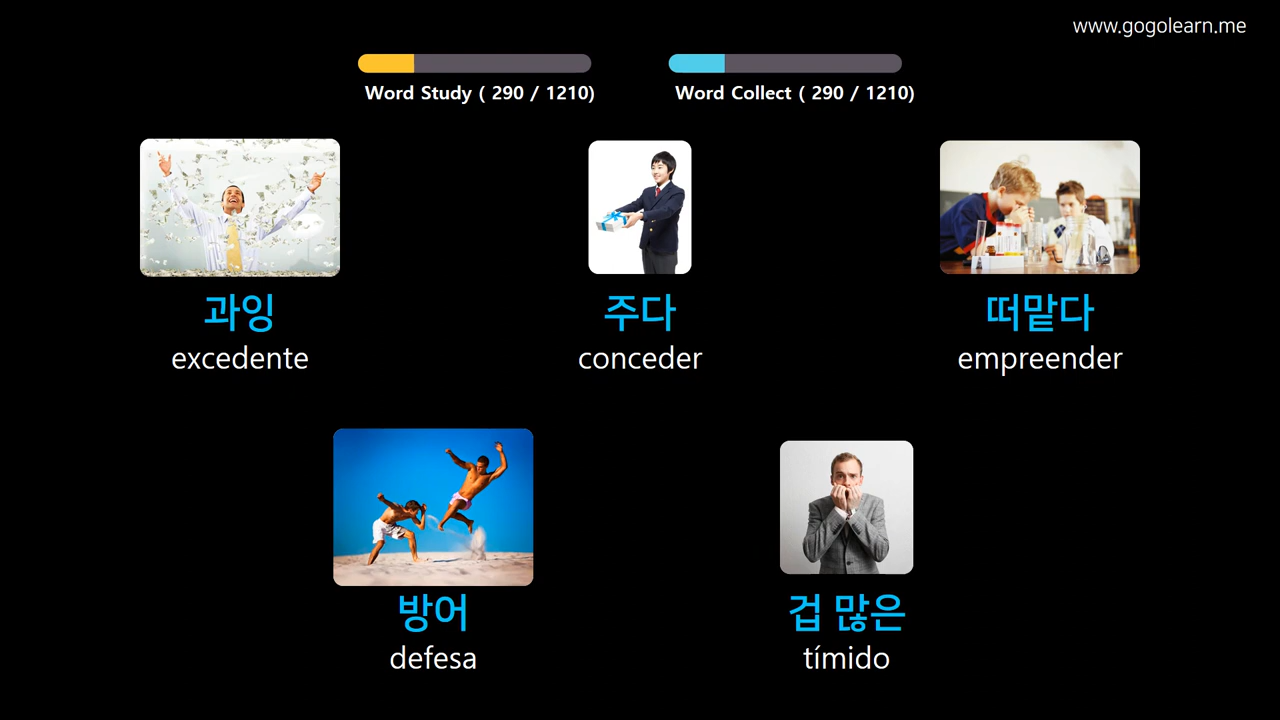 www.gogolearn.me
Word Study ( 290 / 1210)
Word Collect ( 290 / 1210)
과잉
excedente
주다
conceder
떠맡다
empreender
방어
defesa
겁 많은
tímido